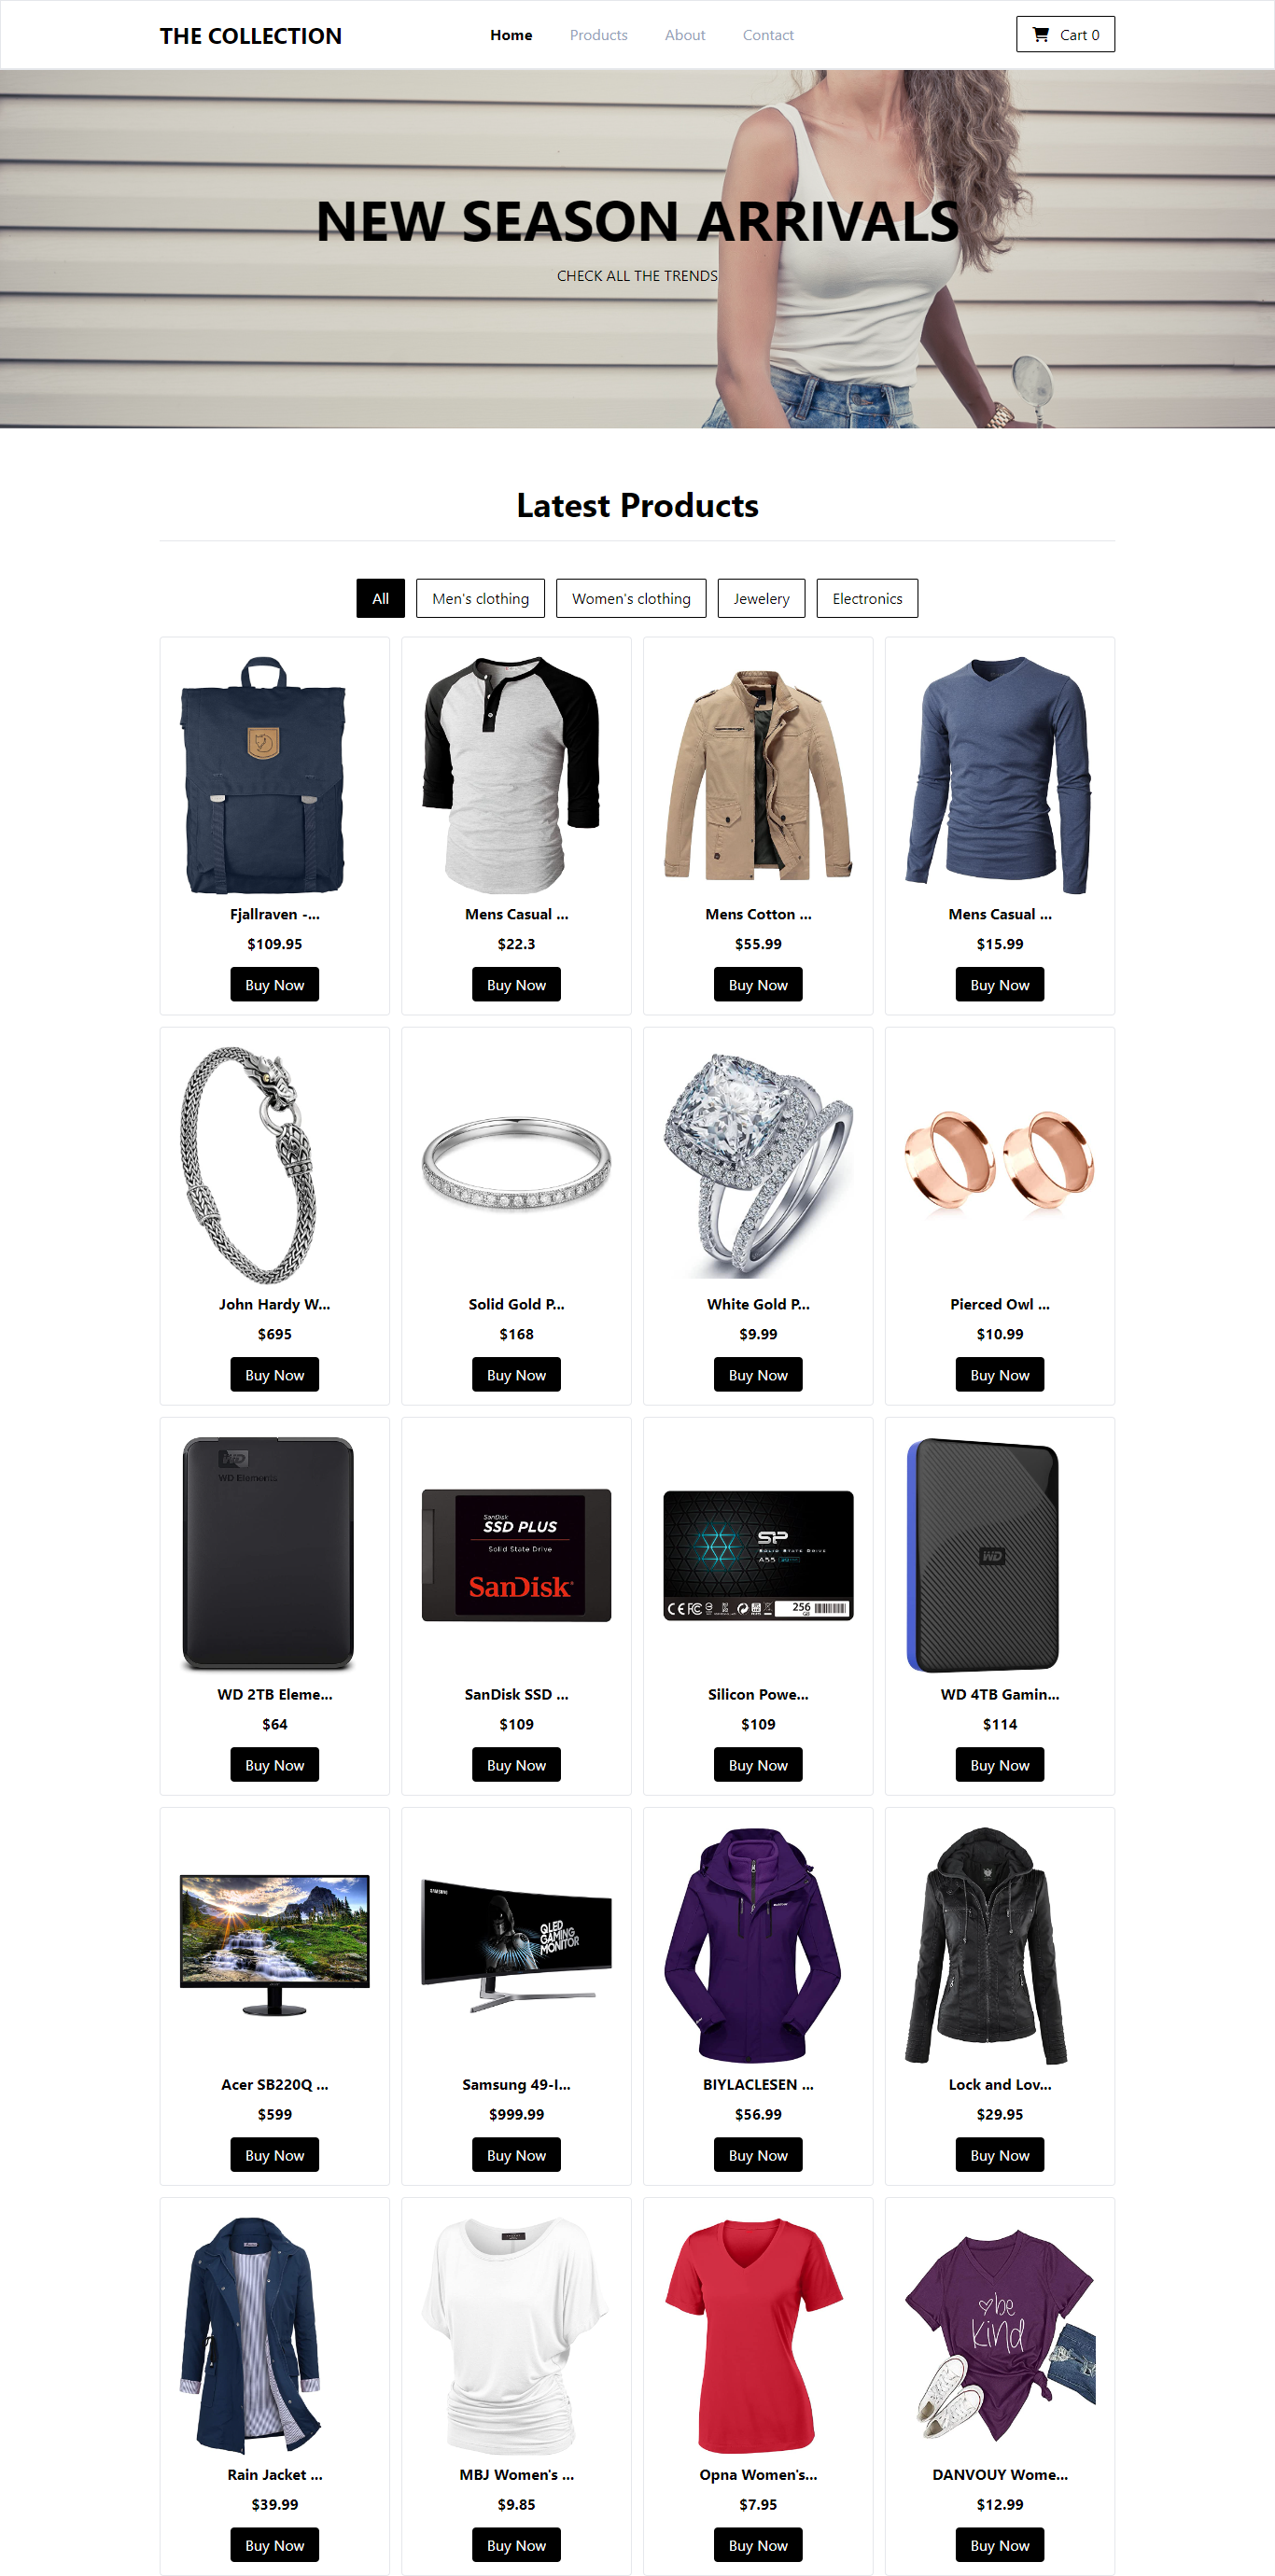 THE COLLECTION
Home Products About Contact
Cart 0
NEW SEASON ARRIVALS
CHECK ALL THE TRENDS
Latest Products
All Men's clothing Women's clothing Jewelery Electronics
Fjallraven -... Mens Casual ... Mens Cotton ... Mens Casual ...
$109.95 $22.3 $55.99 $15.99
Buy Now Buy Now Buy Now Buy Now
John Hardy W... Solid Gold P... White Gold P... Pierced Owl ...
$695 $168 $9.99 $10.99
Buy Now Buy Now Buy Now Buy Now
WD
WD Elements
SanDisk
SSD PLUS
Solid State Drive
SanDisk
SP
Solid State Drive
A55
256
GB
WD
WD 2TB Eleme... SanDisk SSD ... Silicon Powe... WD 4TB Gamin...
$64 $109 $109 $114
Buy Now Buy Now Buy Now Buy Now
SAMSUNG
QLED
GAMING
MONITOR
Acer SB220Q ... Samsung 49-I... BIYLACLESEN ... Lock and Lov...
$599 $999.99 $56.99 $29.95
Buy Now Buy Now Buy Now Buy Now
be
kind
Rain Jacket ... MBJ Women's ... Opna Women's... DANVOUY Wome...
$39.99 $9.85 $7.95 $12.99
Buy Now Buy Now Buy Now Buy Now